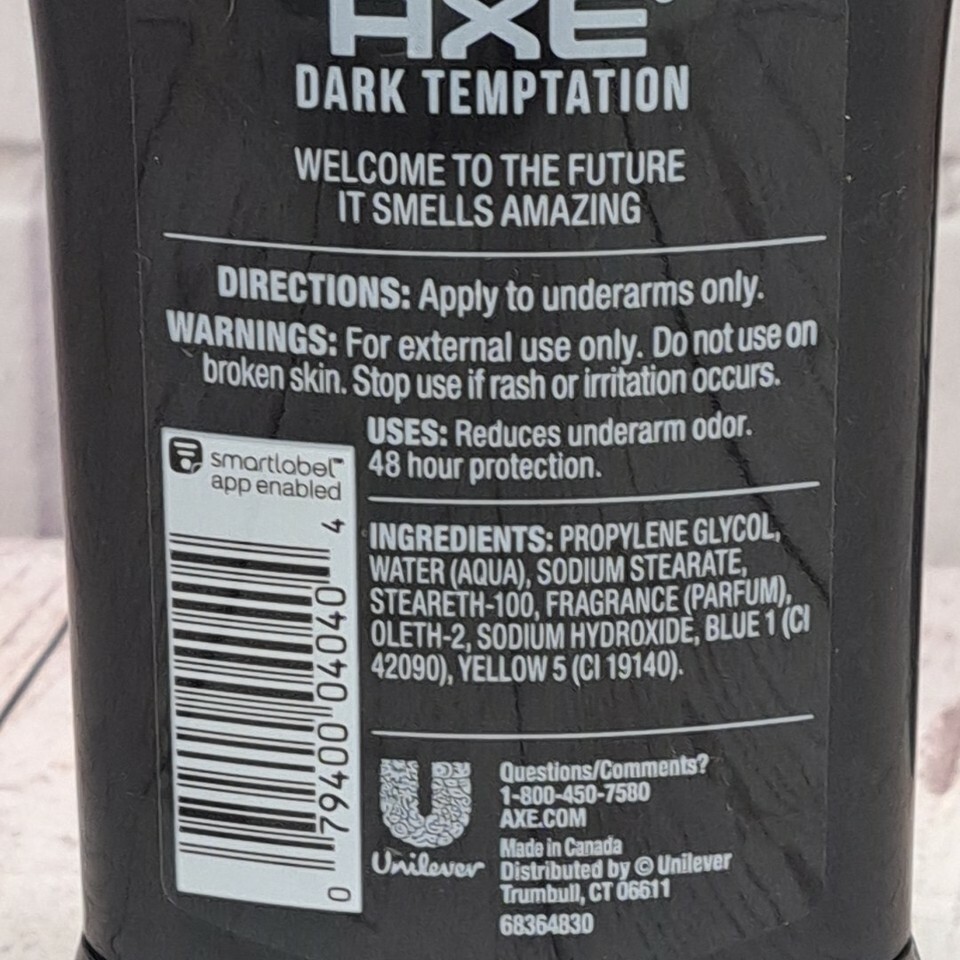 AXE
DARK TEMPTATION
WELCOME TO THE FUTURE
IT SMELLS AMAZING
DIRECTIONS: Apply to underarms only.
WARNINGS: For external use only. Do not use on
broken skin. Stop use if rash or irritation occurs.
USES: Reduces underarm odor.
48 hour protection.
smartlabel™
app enabled
0 79400 04040 4
INGREDIENTS: PROPYLENE GLYCOL,
WATER (AQUA), SODIUM STEARATE,
STEARETH-100, FRAGRANCE (PARFUM),
OLETH-2, SODIUM HYDROXIDE, BLUE 1 (CI
42090), YELLOW 5 (CI 19140).
Unilever
Questions/Comments?
1-800-450-7580
AXE.COM
Made in Canada
Distributed by © Unilever
Trumbull, CT 06611
68364830